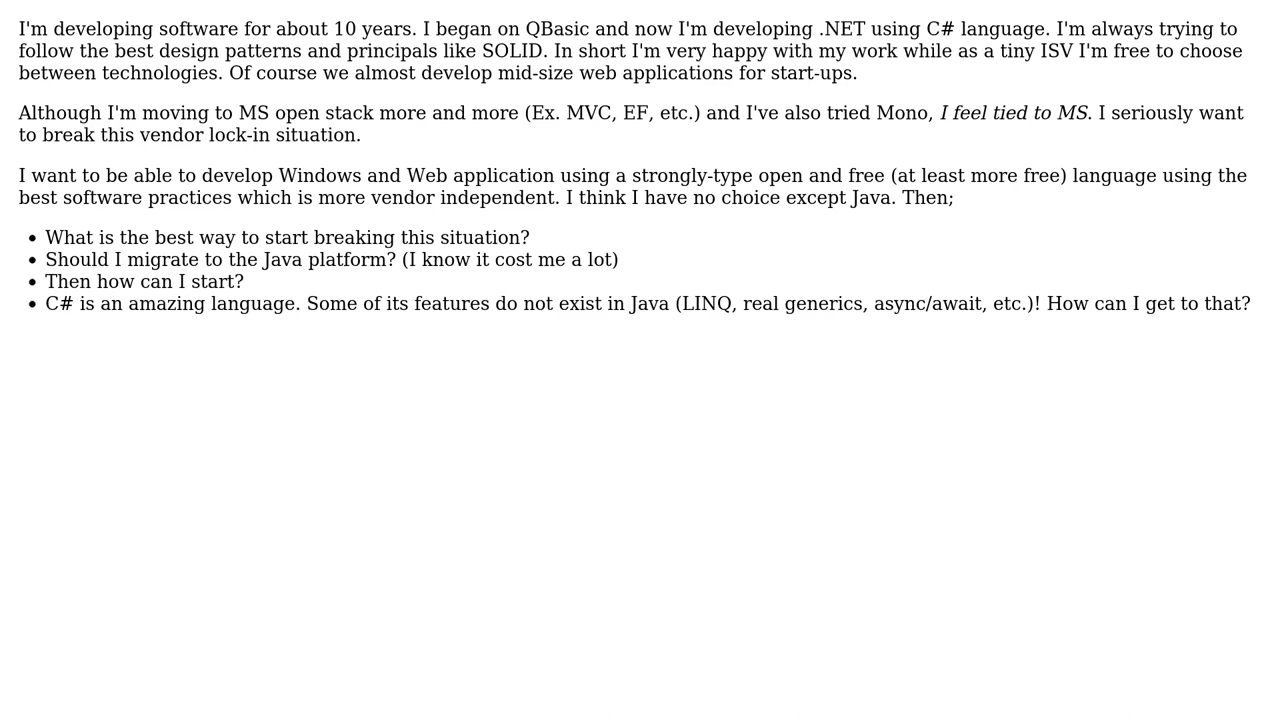 I'm developing software for about 10 years. I began on QBasic and now I'm developing .NET using C# language. I'm always trying to
follow the best design patterns and principals like SOLID. In short I'm very happy with my work while as a tiny ISV I'm free to choose
between technologies. Of course we almost develop mid-size web applications for start-ups.
Although I'm moving to MS open stack more and more (Ex. MVC, EF, etc.) and I've also tried Mono, I feel tied to MS. I seriously want
to break this vendor lock-in situation.
I want to be able to develop Windows and Web application using a strongly-type open and free (at least more free) language using the
best software practices which is more vendor independent. I think I have no choice except Java. Then;
• What is the best way to start breaking this situation?
• Should I migrate to the Java platform? (I know it cost me a lot)
• Then how can I start?
• C# is an amazing language. Some of its features do not exist in Java (LINQ, real generics, async/await, etc.)! How can I get to that?